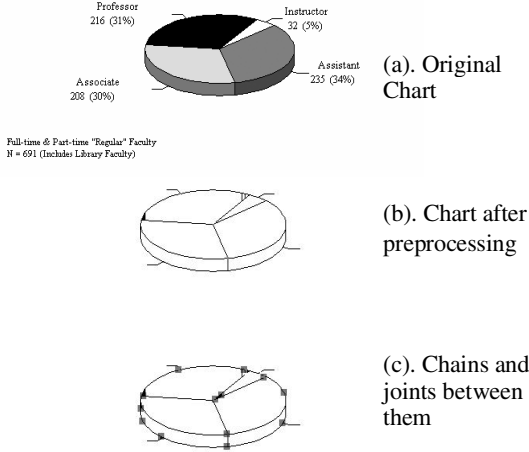 Professor
216 (31%)
Instructor
32 (5%)
Assistant
235 (34%)
Associate
208 (30%)
Full-time & Part-time "Regular" Faculty
N = 691 (Includes Library Faculty)
(a). Original
Chart
(b). Chart after
preprocessing
(c). Chains and
joints between
them